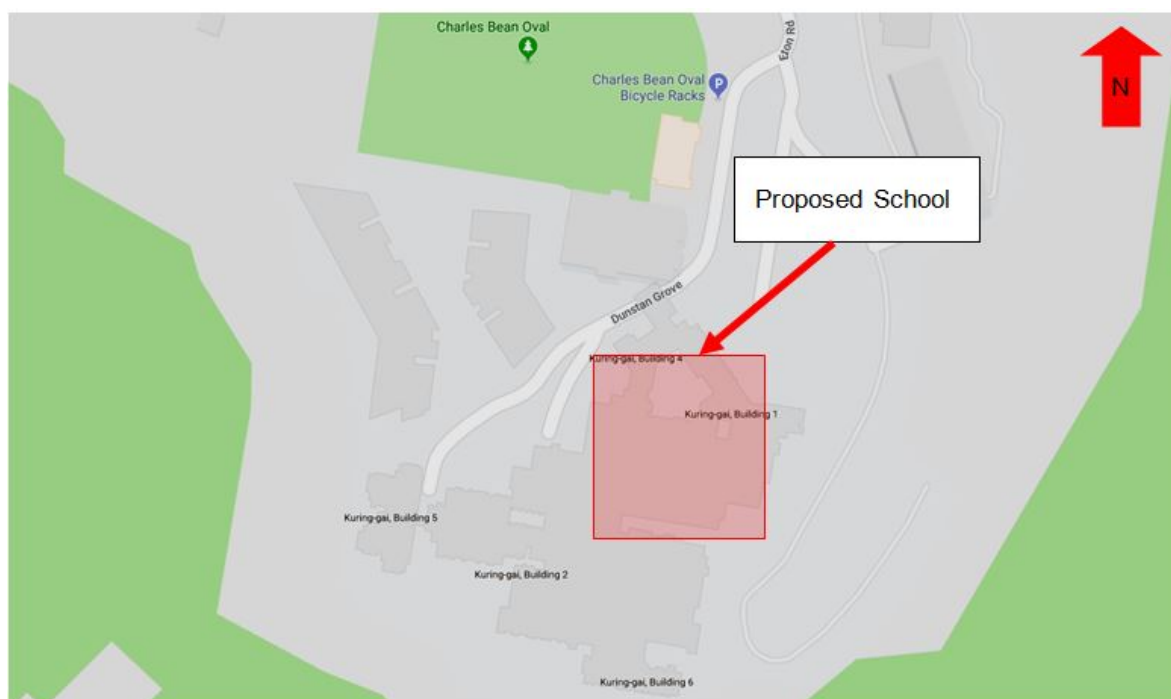 Charles Bean Oval
Eton Rd
Charles Bean Oval
Bicycle Racks
N
Proposed School
Dunstan Grove
Kuring-gai, Building 4
Kuring-gai, Building 1
Kuring-gai, Building 5
Kuring-gai, Building 2
Kuring-gai, Building 6
P